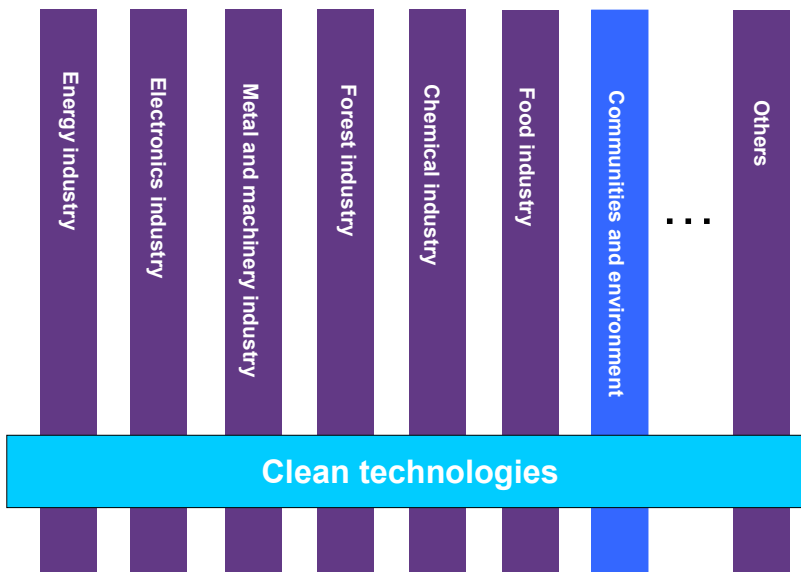 Energy industry
Electronics industry
Metal and machinery industry
Forest industry
Chemical industry
Food industry
Communities and environment
...
Others
Clean technologies